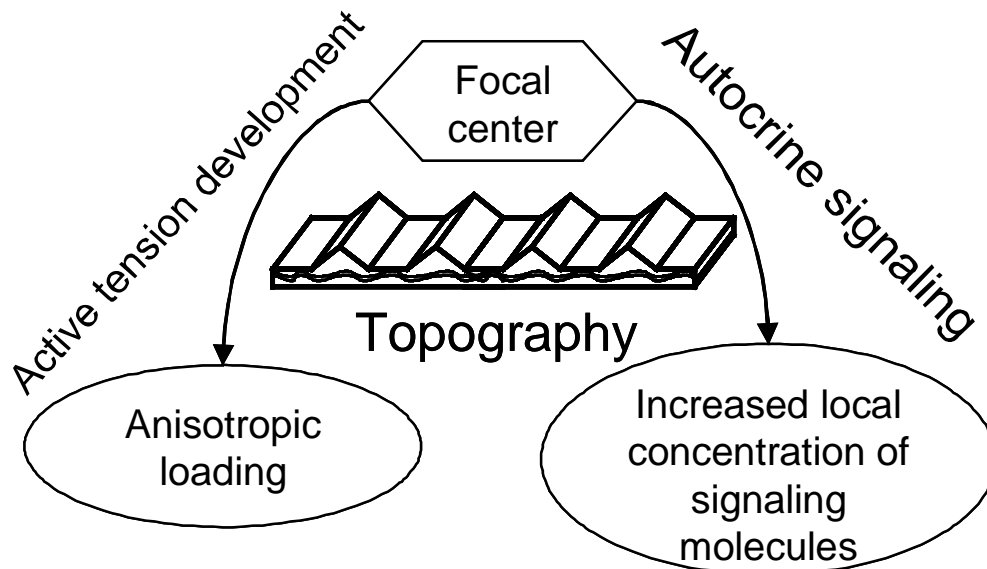 Active tension development
Focal
center
Autocrine signaling
Topography
Anisotropic
loading
Increased local
concentration of
signaling
molecules